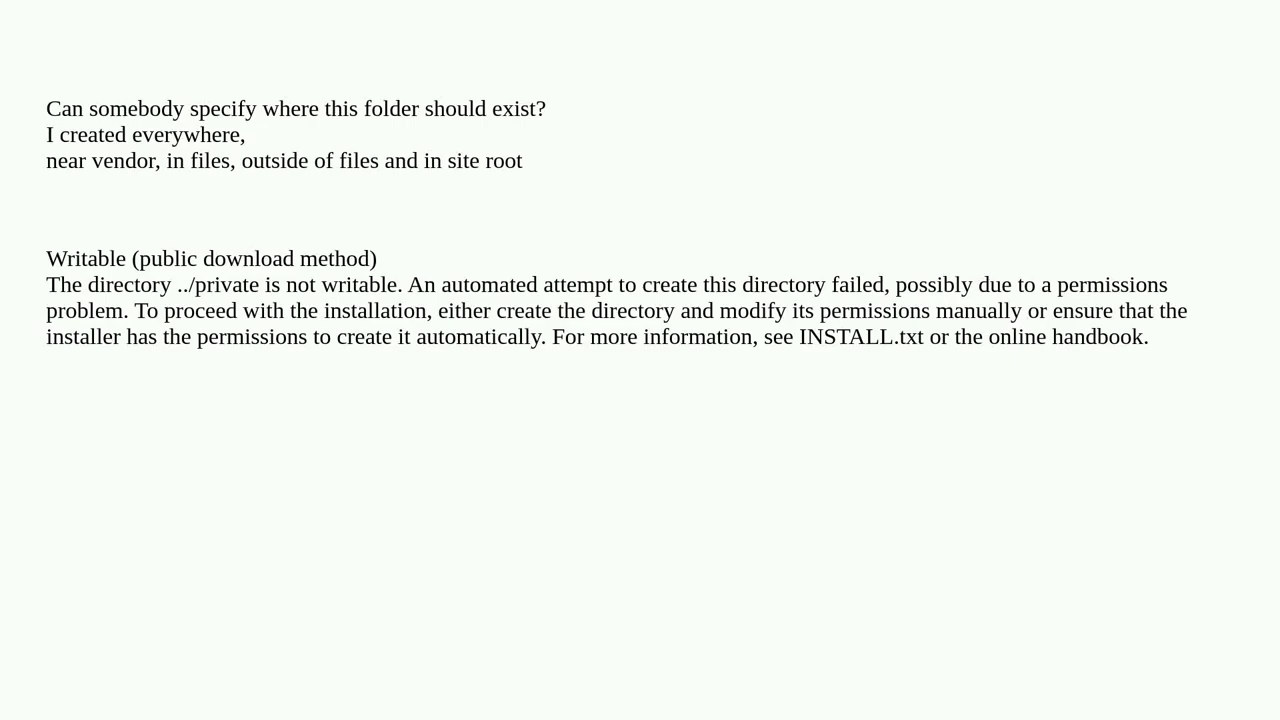 Can somebody specify where this folder should exist?
I created everywhere,
near vendor, in files, outside of files and in site root
Writable (public download method)
The directory ../private is not writable. An automated attempt to create this directory failed, possibly due to a permissions
problem. To proceed with the installation, either create the directory and modify its permissions manually or ensure that the
installer has the permissions to create it automatically. For more information, see INSTALL.txt or the online handbook.